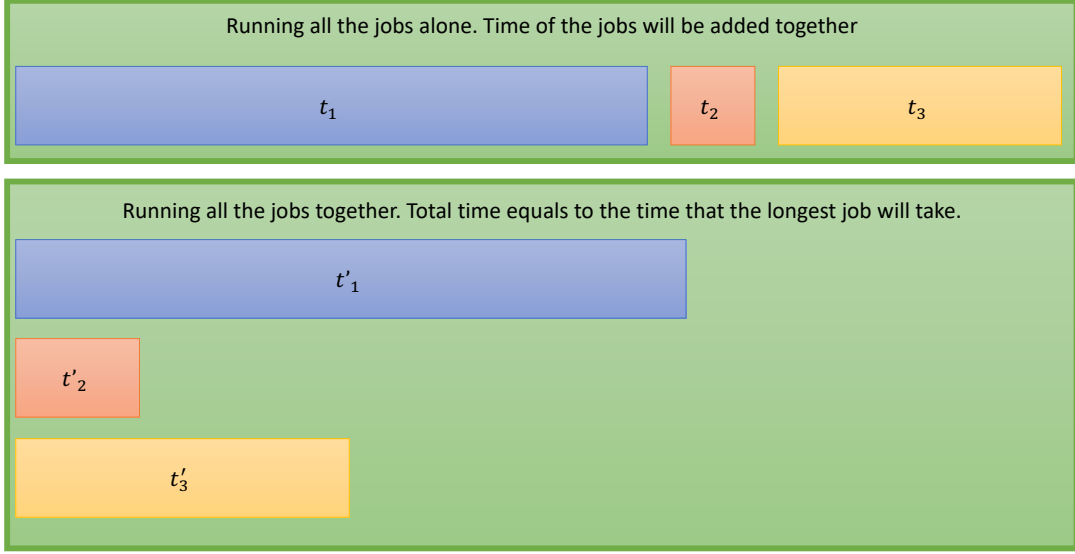 Running all the jobs alone. Time of the jobs will be added together
t₁ t₂ t₃
Running all the jobs together. Total time equals to the time that the longest job will take.
t’₁
t’₂
t′₃